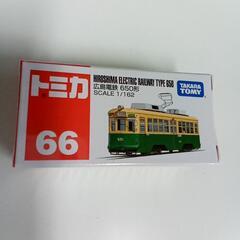 トミカ
66
HIROSHIMA ELECTRIC RAILWAY TYPE 650
広島電鉄 650形
SCALE 1/162
TAKARA
TOMY